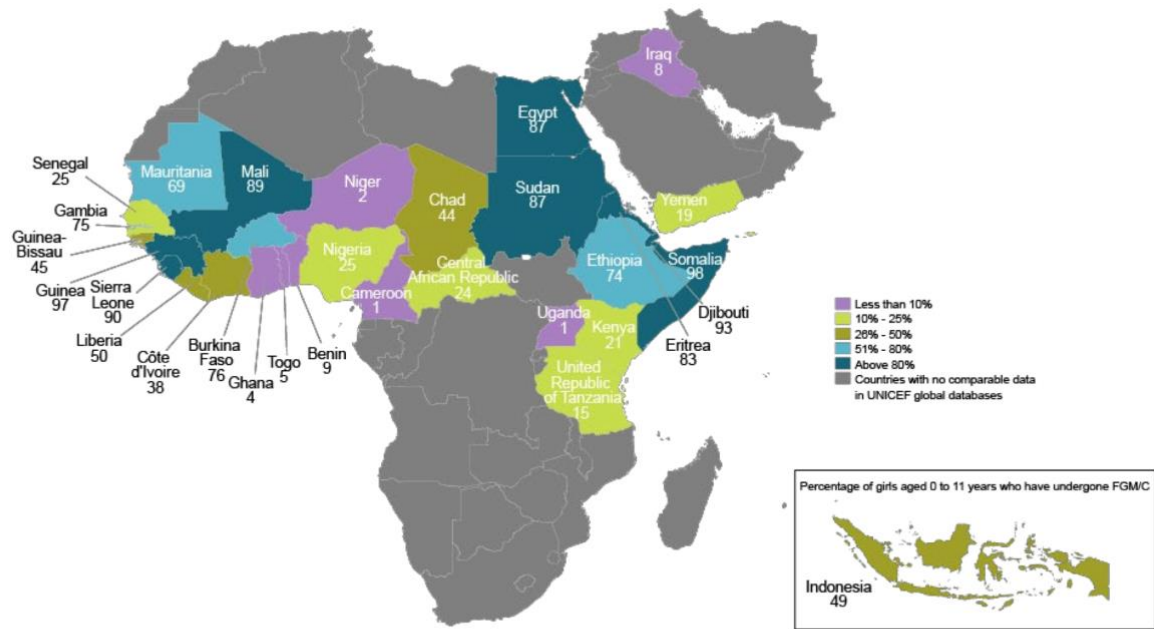 Iraq
8
Egypt
87
Senegal
25
Mauritania
69
Mali
89
Niger
2
Chad
44
Sudan
87
Yemen
19
Gambia
75
Guinea-
Bissau
45
Guinea
97
Sierra
Leone
90
Liberia
50
Côte
d'Ivoire
38
Burkina
Faso
76
Ghana
4
Togo
5
Benin
9
Nigeria
25
Cameroon
1
Central
African Republic
24
Ethiopia
74
Somalia
98
Djibouti
93
Eritrea
83
Uganda
1
Kenya
21
United
Republic
of Tanzania
15
Less than 10%
10% - 25%
26% - 50%
51% - 80%
Above 80%
Countries with no comparable data
in UNICEF global databases
Percentage of girls aged 0 to 11 years who have undergone FGM/C
Indonesia
49